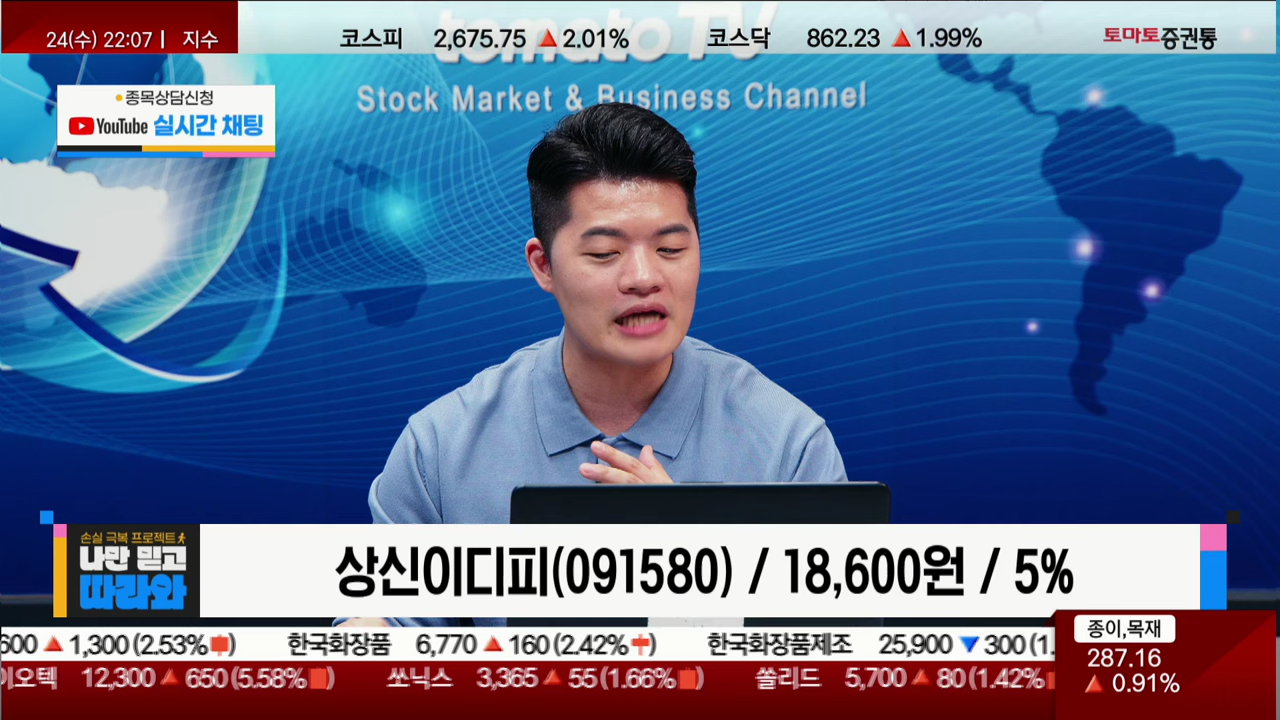 24(수) 22:07 | 지수 코스피 2,675.75 ▲2.01% 코스닥 862.23 ▲1.99% 토마토증권통
tomato TV
Stock Market & Business Channel
종목상담신청
YouTube 실시간 채팅
손실 극복 프로젝트
나만 믿고
따라와
상신이디피(091580) / 18,600원 / 5%
600 ▲ 1,300 (2.53% 한국화장품 6,770 ▲ 160 (2.42% 한국화장품제조 25,900 ▼ 300 (1.
이오텍 12,300 ▲ 650 (5.58% 쏘닉스 3,365 ▲ 55 (1.66% 쏠리드 5,700 ▲ 80 (1.42%
종이,목재
287.16
▲ 0.91%